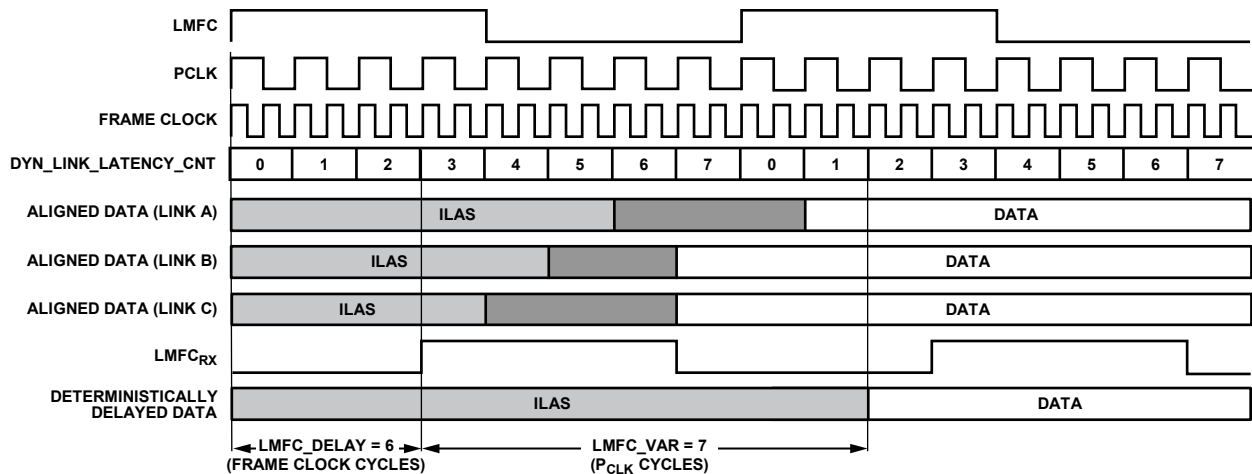 LMFC
PCLK
FRAME CLOCK
DYN_LINK_LATENCY_CNT 0 1 2 3 4 5 6 7 0 1 2 3 4 5 6 7
ALIGNED DATA (LINK A) ILAS DATA
ALIGNED DATA (LINK B) ILAS DATA
ALIGNED DATA (LINK C) ILAS DATA
LMFCRX
DETERMINISTICALLY
DELAYED DATA ILAS DATA
LMFC_DELAY = 6 LMFC_VAR = 7
(FRAME CLOCK CYCLES) (PCLK CYCLES)